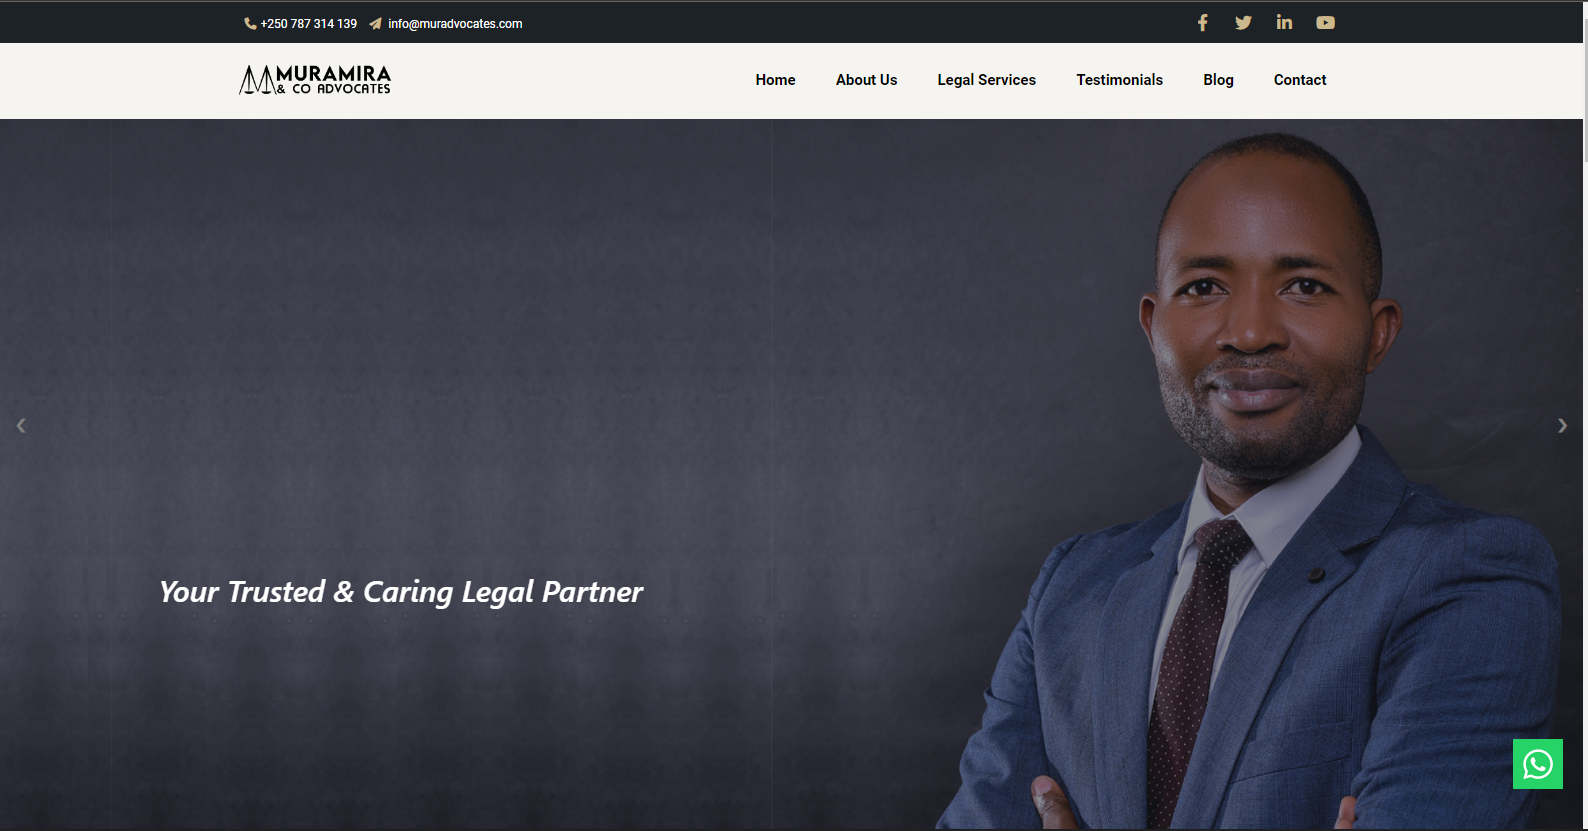 +250 787 314 139 info@muradvocates.com
MURAMIRA
& CO ADVOCATES
Home About Us Legal Services Testimonials Blog Contact
Your Trusted & Caring Legal Partner